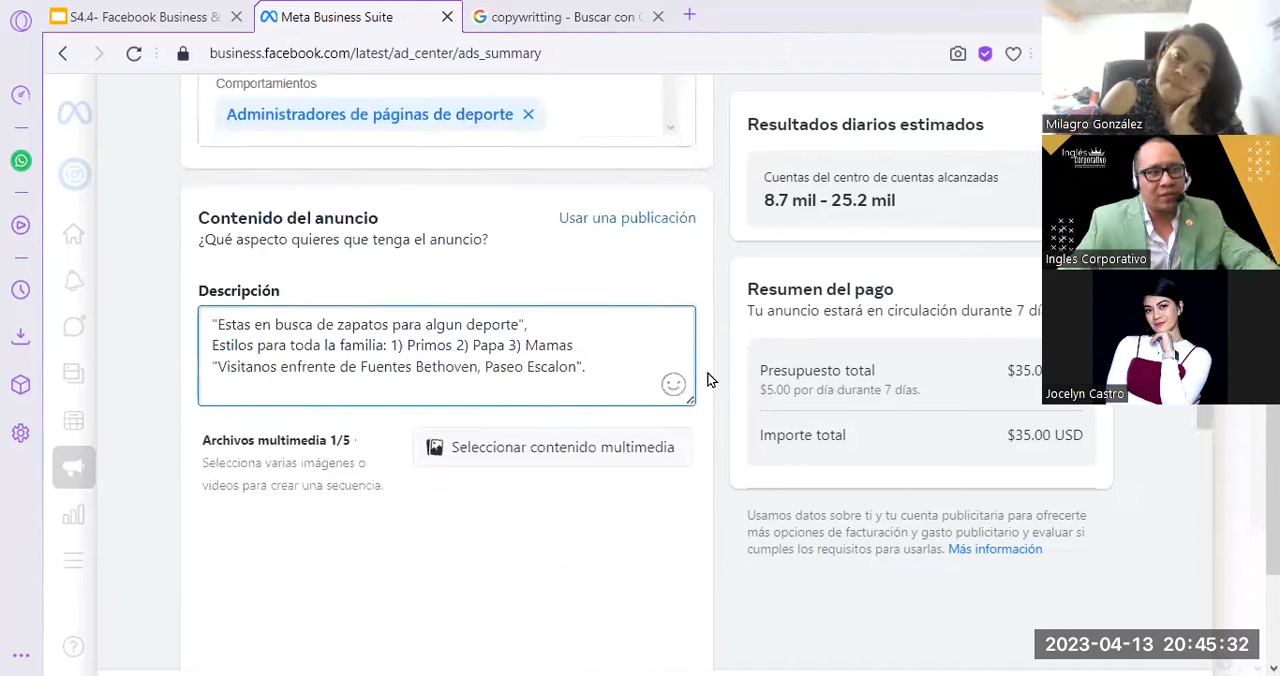 S4.4- Facebook Business &
Meta Business Suite
copywritting - Buscar con G
business.facebook.com/latest/ad_center/ads_summary
Comportamientos
Administradores de páginas de deporte
Contenido del anuncio
Usar una publicación
¿Qué aspecto quieres que tenga el anuncio?
Descripción
"Estas en busca de zapatos para algun deporte",
Estilos para toda la familia: 1) Primo 2) Papa 3) Mamas
"Visitanos enfrente de Fuentes Bethoven, Paseo Escalon".
Archivos multimedia 1/5
Selecciona varias imágenes o
videos para crear una secuencia.
Seleccionar contenido multimedia
Resultados diarios estimados
Cuentas del centro de cuentas alcanzadas
8.7 mil - 25.2 mil
Resumen del pago
Tu anuncio estará en circulación durante 7 dí
Presupuesto total
$35.0
$5.00 por día durante 7 días.
Importe total
$35.00 USD
Usamos datos sobre ti y tu cuenta publicitaria para ofrecerte
más opciones de facturación y gasto publicitario y evaluar si
cumples los requisitos para usarlas. Más información
Milagro González
Inglés
Corporativo
Ingles Corporativo
Jocelyn Castro
2023-04-13 20:45:32